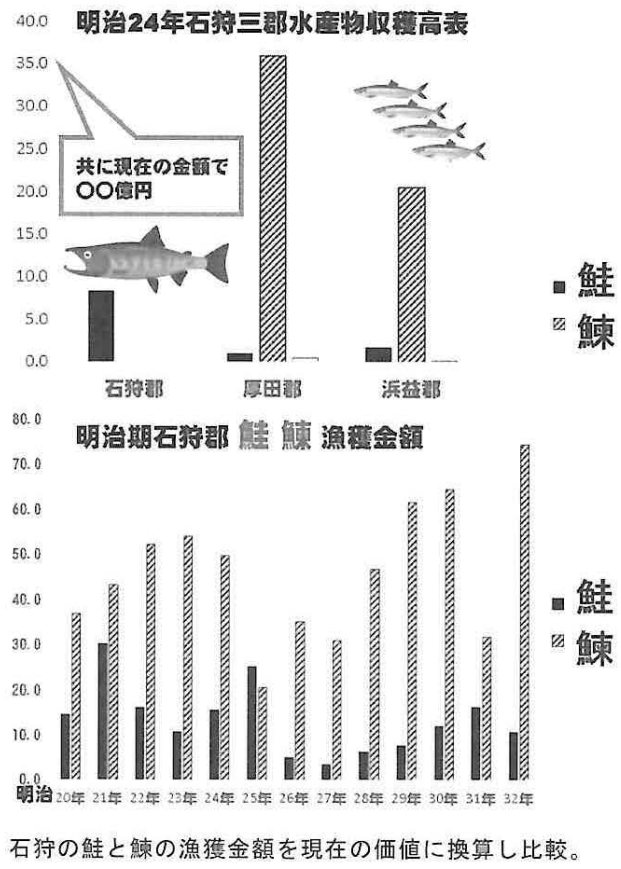 明治24年石狩三郡水産物収穫高表
40.0
35.0
30.0
25.0
20.0
15.0
10.0
5.0
0.0
共に現在の金額で
〇〇億円
石狩郡 厚田郡 浜益郡
鮭
鰊
明治期石狩郡 鮭 鰊 漁獲金額
80.0
70.0
60.0
50.0
40.0
30.0
20.0
10.0
0.0
明治 20年 21年 22年 23年 24年 25年 26年 27年 28年 29年 30年 31年 32年
鮭
鰊
石狩の鮭と鰊の漁獲金額を現在の価値に換算し比較。